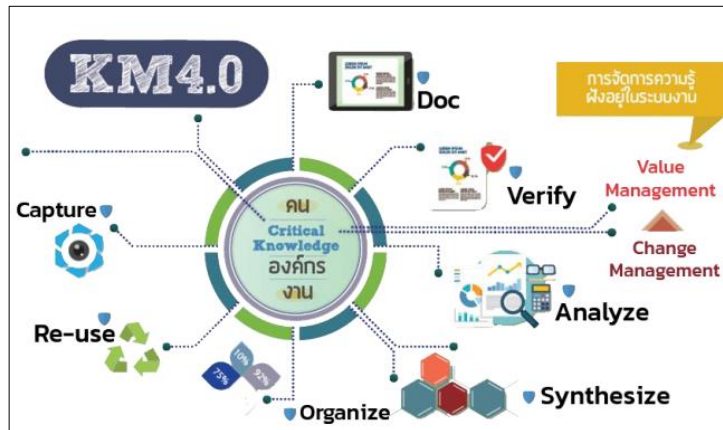 KM4.0
Doc
การจัดการความรู้
ฝังอยู่ในระบบงาน
Verify
Value
Management
Change
Management
Capture
คน
Critical
Knowledge
องค์กร
งาน
Analyze
Re-use
75%
10%
92%
Organize
Synthesize